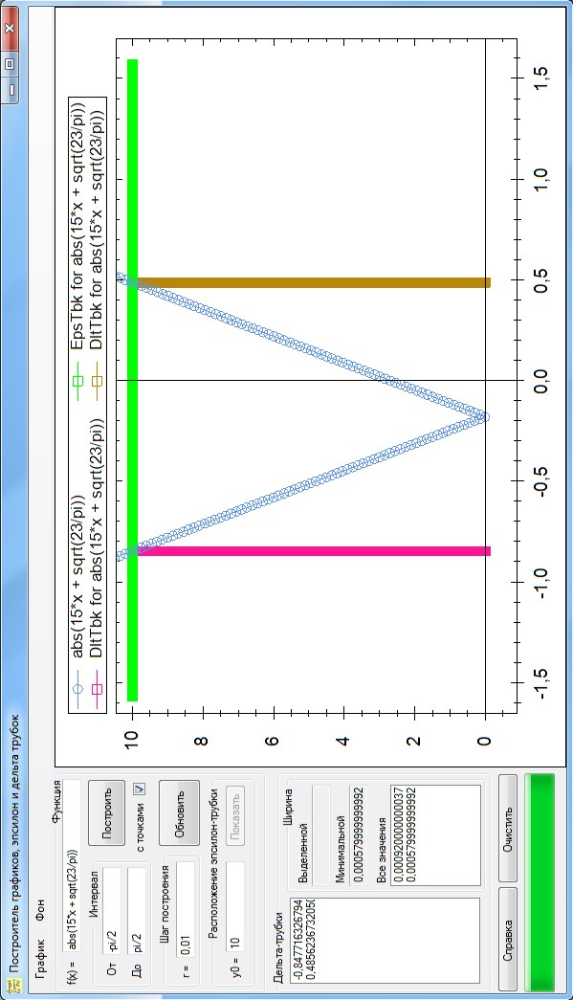 Построитель графиков, эпсилон и дельта трубок
График Фон
Функция
f(x) = abs(15*x + sqrt(23/pi))
Интервал
От -pi/2
До pi/2
Построить
с точками
Шаг построения
r = 0,01
Обновить
Расположение эпсилон-трубки
y0 = 10
Показать
Дельта-трубки
-0,847716326794
0,485623673205(
Ширина
Выделенной
Минимальной
0,000579999999992
Все значения
0,000920000000037
0,000579999999992
Справка
Очистить
abs(15*x + sqrt(23/pi))
EpsTbk for abs(15*x + sqrt(23/pi))
DltTbk for abs(15*x + sqrt(23/pi))
DltTbk for abs(15*x + sqrt(23/pi))
10
8
6
4
2
0
-1,5
-1,0
-0,5
0,0
0,5
1,0
1,5